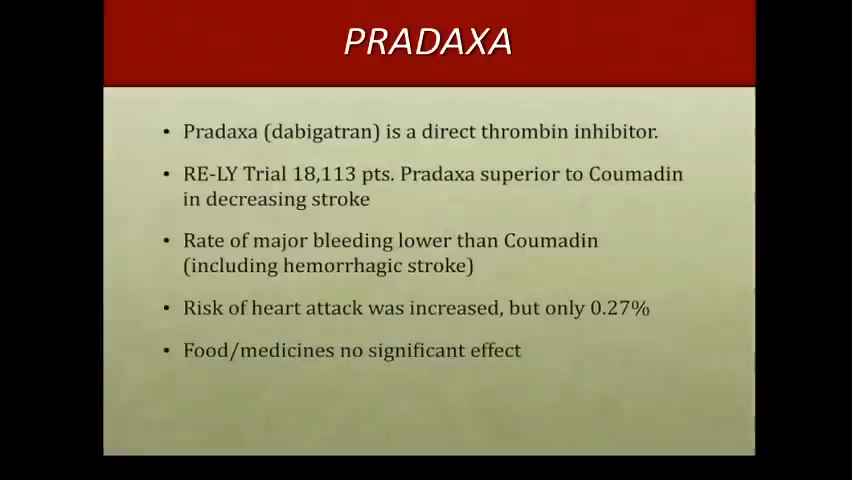 PRADAXA
• Pradaxa (dabigatran) is a direct thrombin inhibitor.
• RE-LY Trial 18,113 pts. Pradaxa superior to Coumadin
in decreasing stroke
• Rate of major bleeding lower than Coumadin
(including hemorrhagic stroke)
• Risk of heart attack was increased, but only 0.27%
• Food/medicines no significant effect